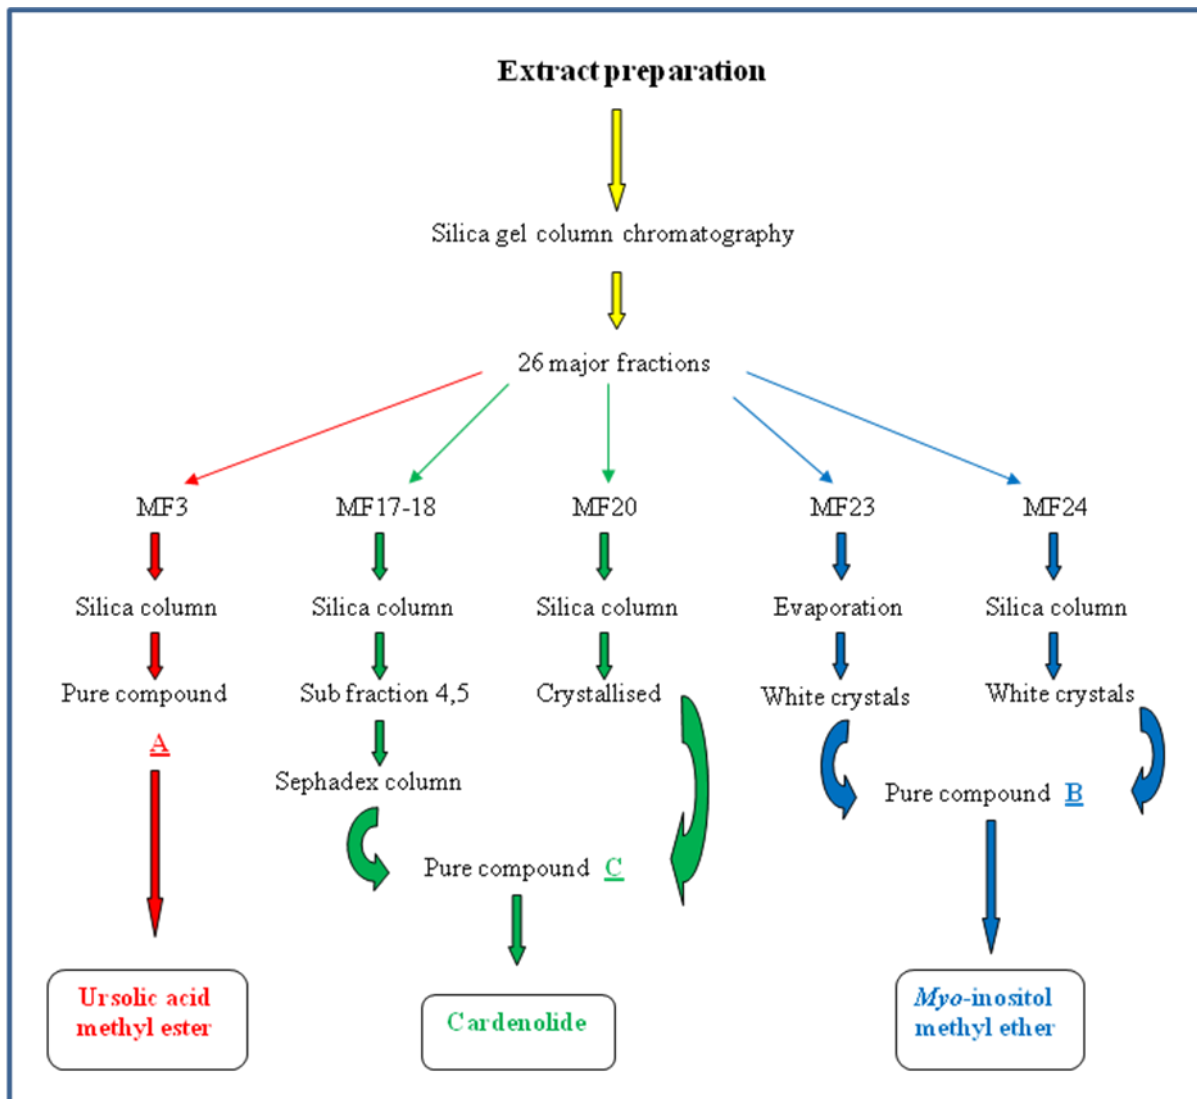 Extract preparation
Silica gel column chromatography
26 major fractions
MF3 MF17-18 MF20 MF23 MF24
Silica column Silica column Silica column Evaporation Silica column
Pure compound Sub fraction 4,5 Crystallised White crystals White crystals
A
Sephadex column
Pure compound B
Pure compound C
Ursolic acid
methyl ester
Cardenolide
Myo-inositol
methyl ether